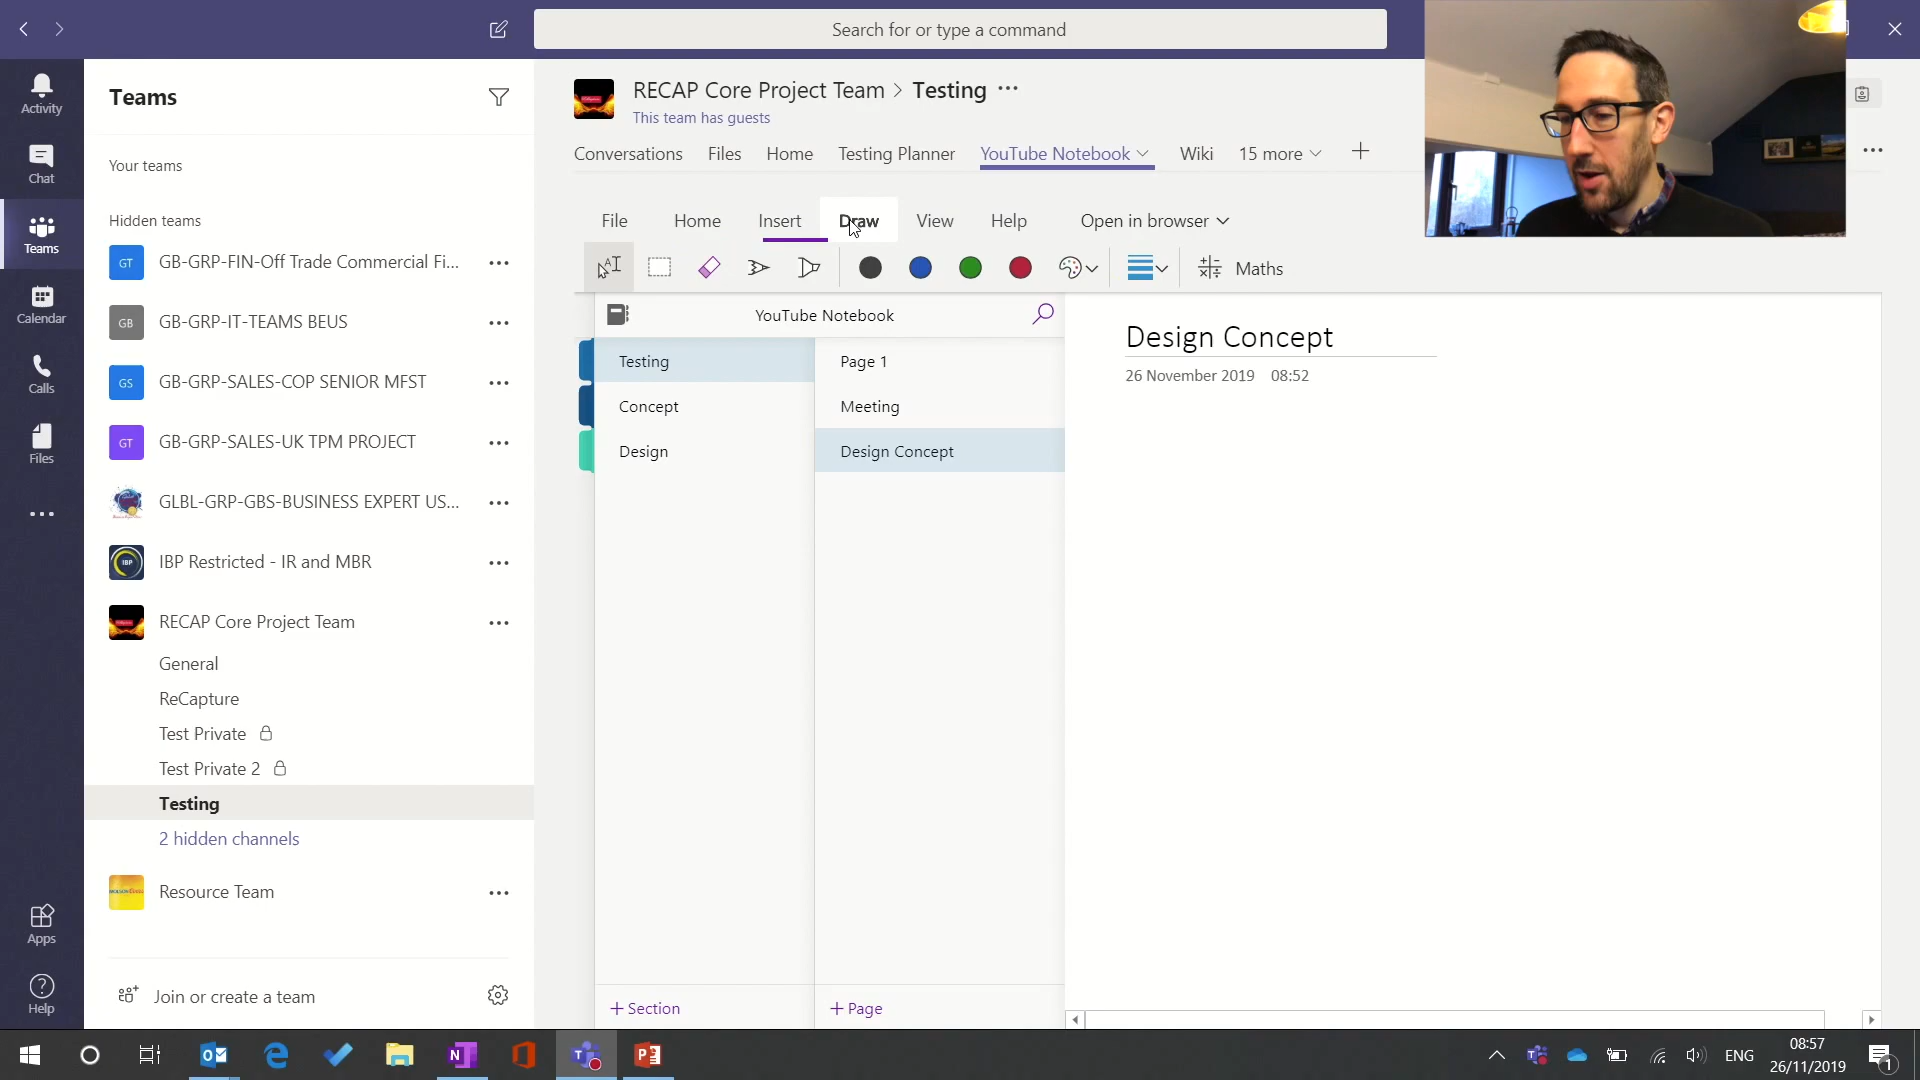 Search for or type a command
Activity
Chat
Teams
Calendar
Calls
Files
Apps
Help
Teams
Your teams
Hidden teams
GT
GB-GRP-FIN-Off Trade Commercial Fi...
GB
GB-GRP-IT-TEAMS BEUS
GS
GB-GRP-SALES-COP SENIOR MFST
GT
GB-GRP-SALES-UK TPM PROJECT
GLBL-GRP-GBS-BUSINESS EXPERT US...
IBP
IBP Restricted - IR and MBR
RECAP Core Project Team
General
ReCapture
Test Private
Test Private 2
Testing
2 hidden channels
Resource Team
Join or create a team
RECAP Core Project Team > Testing
This team has guests
Conversations Files Home Testing Planner YouTube Notebook Wiki 15 more
File Home Insert Draw View Help Open in browser
Maths
YouTube Notebook
Testing
Concept
Design
Page 1
Meeting
Design Concept
+ Section
+ Page
Design Concept
26 November 2019 08:52
ENG
08:57
26/11/2019
1